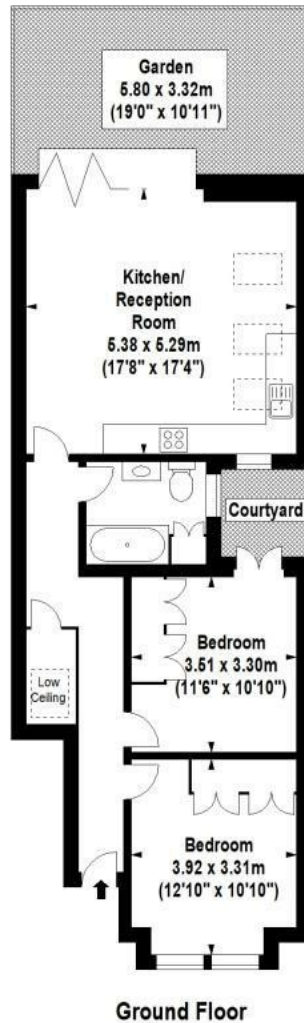 Garden
5.80 x 3.32m
(19'0" x 10'11")
Kitchen/
Reception
Room
5.38 x 5.29m
(17'8" x 17'4")
Courtyard
Bedroom
3.51 x 3.30m
(11'6" x 10'10")
Low
Ceiling
Bedroom
3.92 x 3.31m
(12'10" x 10'10")
Ground Floor